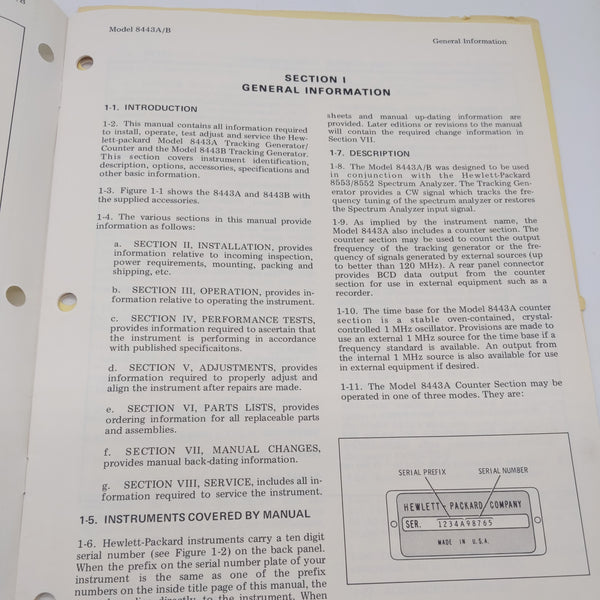 Model 8443A/B
General Information
SECTION I
GENERAL INFORMATION
1-1. INTRODUCTION
1-2. This manual contains all information required
to install, operate, test adjust and service the Hew-
lett-packard Model 8443A Tracking Generator/
Counter and the Model 8443B Tracking Generator.
This section covers instrument identification,
description, options, accessories, specifications and
other basic information.
1-3. Figure 1-1 shows the 8443A and 8443B with
the supplied accessories.
1-4. The various sections in this manual provide
information as follows:
a. SECTION II, INSTALLATION, provides
information relative to incoming inspection,
power requirements, mounting, packing and
shipping, etc.
b. SECTION III, OPERATION, provides in-
formation relative to operating the instrument.
c. SECTION IV, PERFORMANCE TESTS,
provides information required to ascertain that
the instrument is performing in accordance
with published specificaitons.
d. SECTION V, ADJUSTMENTS, provides
information required to properly adjust and
align the instrument after repairs are made.
e. SECTION VI, PARTS LISTS, provides
ordering information for all replaceable parts
and assemblies.
f. SECTION VII, MANUAL CHANGES,
provides manual back-dating information.
g. SECTION VIII, SERVICE, includes all in-
formation required to service the instrument.
1-5. INSTRUMENTS COVERED BY MANUAL
1-6. Hewlett-Packard instruments carry a ten digit
serial number (see Figure 1-2) on the back panel.
When the prefix on the serial number plate of your
instrument is the same as one of the prefix
numbers on the inside title page of this manual, the
directly to the instrument. When
sheets and manual up-dating information are
provided. Later editions or revisions to the manual
will contain the required change information in
Section VII.
1-7. DESCRIPTION
1-8. The Model 8443A/B was designed to be used
in conjunction with the Hewlett-Packard
8553/8552 Spectrum Analyzer. The Tracking Gen-
erator provides a CW signal which tracks the fre-
quency tuning of the spectrum analyzer or restores
the Spectrum Analyzer input signal.
1-9. As implied by the instrument name, the
Model 8443A also includes a counter section. The
counter section may be used to count the output
frequency of the tracking generator or the fre-
quency of signals generated by external sources (up
to better than 120 MHz). A rear panel connector
provides BCD data output from the counter
section for use in external equipment such as a
recorder.
1-10. The time base for the Model 8443A counter
section is a stable oven-contained, crystal-
controlled 1 MHz oscillator. Provisions are made to
use an external 1 MHz source for the time base if a
frequency standard is available. An output from
the internal 1 MHz source is also available for use
in external equipment if desired.
1-11. The Model 8443A Counter Section may be
operated in one of three modes. They are:
SERIAL PREFIX SERIAL NUMBER
HEWLETT-PACKARD COMPANY
SER. 1234A98765
MADE IN U.S.A.